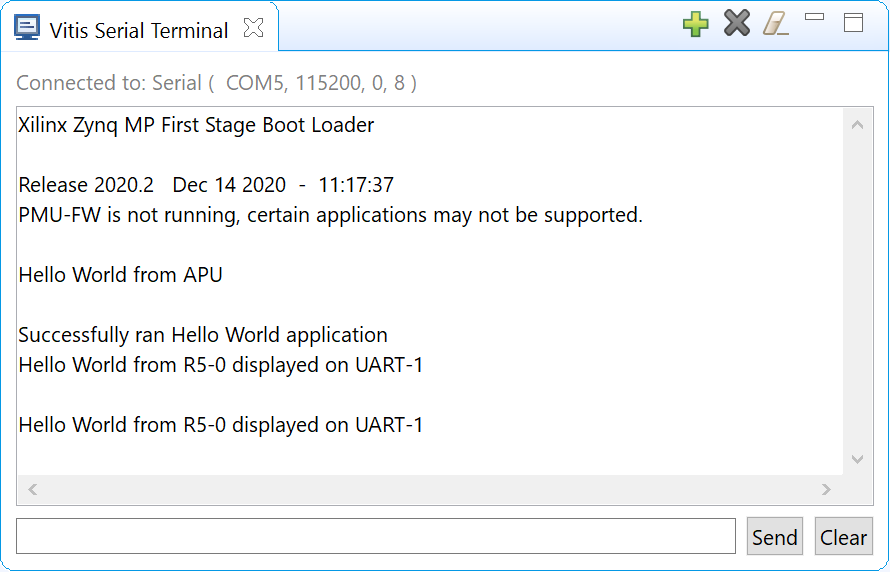 Vitis Serial Terminal
Connected to: Serial ( COM5, 115200, 0, 8 )
Xilinx Zynq MP First Stage Boot Loader
Release 2020.2 Dec 14 2020 - 11:17:37
PMU-FW is not running, certain applications may not be supported.
Hello World from APU
Successfully ran Hello World application
Hello World from R5-0 displayed on UART-1
Hello World from R5-0 displayed on UART-1
Send Clear